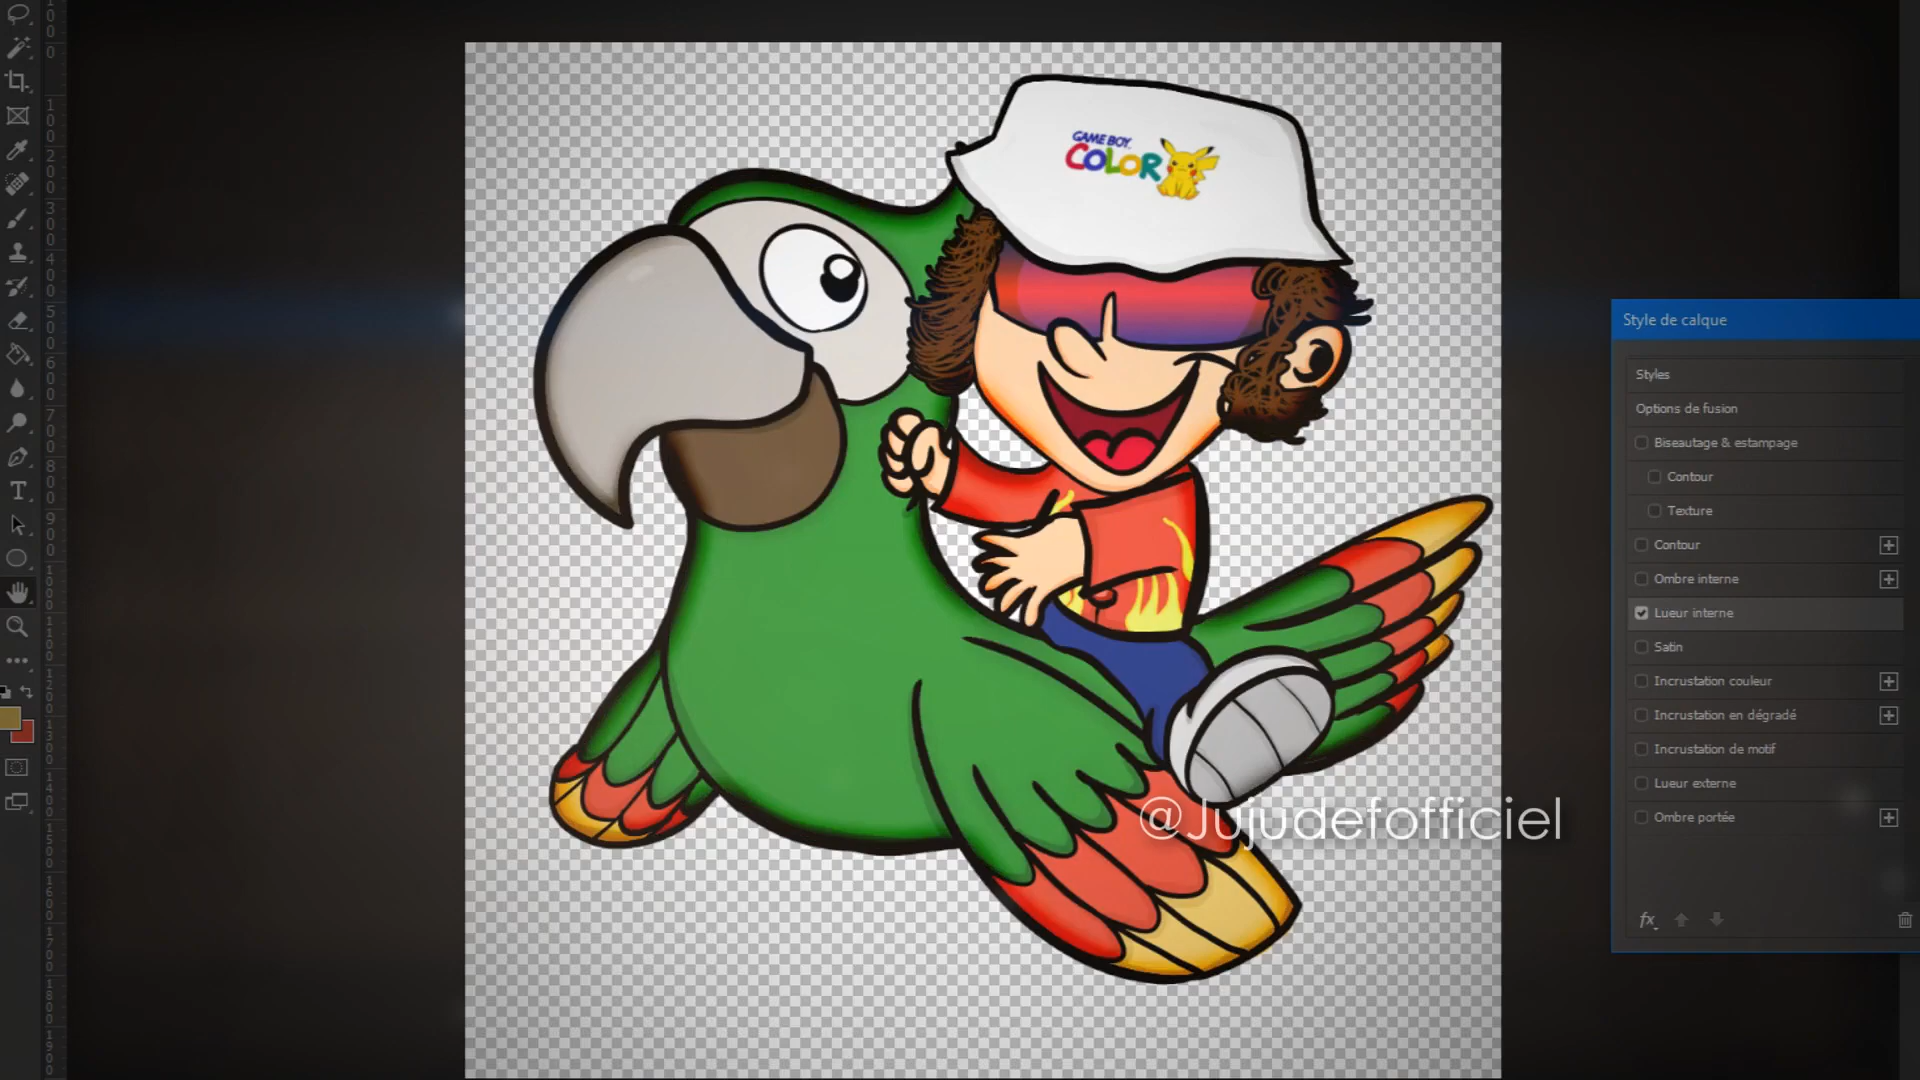 GAME BOY
COLOR
Style de calque
Styles
Options de fusion
Biseautage & estampage
Contour
Texture
Contour
Ombre interne
Lueur interne
Satin
Incrustation couleur
Incrustation en dégradé
Incrustation de motif
Lueur externe
Ombre portée
fx
@Jujudefofficiel